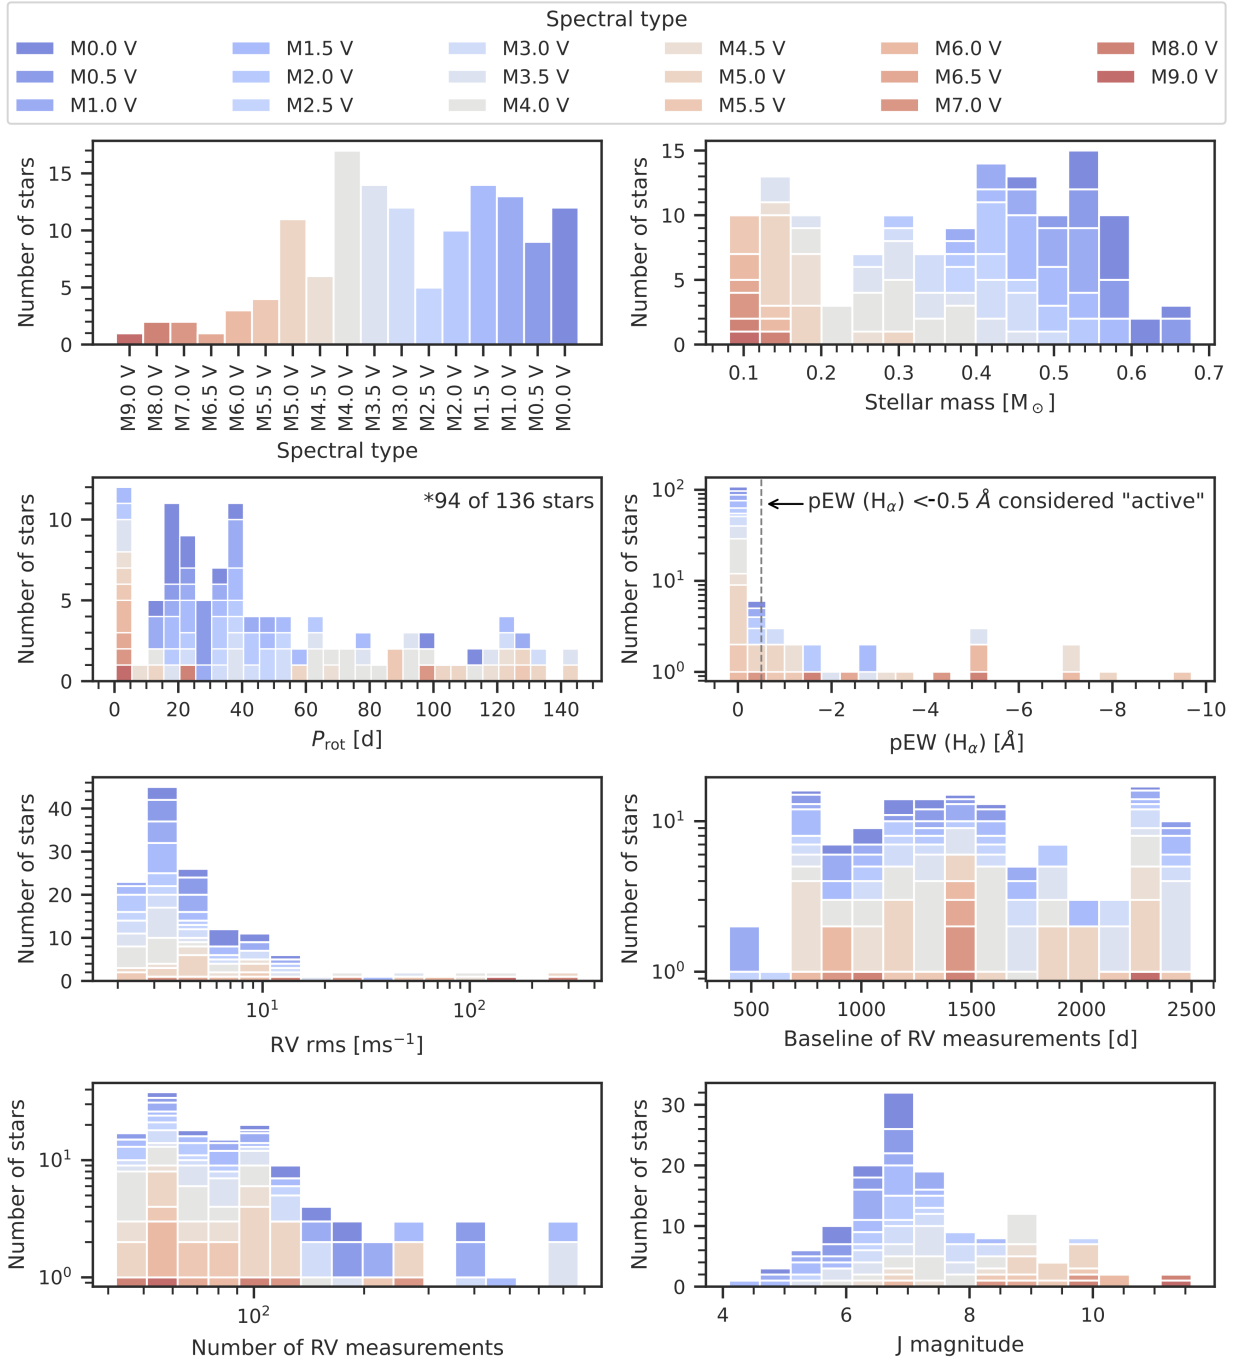 Spectral type
M0.0 V M1.5 V M3.0 V M4.5 V M6.0 V M8.0 V
M0.5 V M2.0 V M3.5 V M5.0 V M6.5 V M9.0 V
M1.0 V M2.5 V M4.0 V M5.5 V M7.0 V
Number of stars
15
10
5
0
M9.0 V M8.0 V M7.0 V M6.5 V M6.0 V M5.5 V M5.0 V M4.5 V M4.0 V M3.5 V M3.0 V M2.5 V M2.0 V M1.5 V M1.0 V M0.5 V M0.0 V
Spectral type
Number of stars
15
10
5
0
0.1 0.2 0.3 0.4 0.5 0.6 0.7
Stellar mass [M⊙]
Number of stars
*94 of 136 stars
10
5
0
0 20 40 60 80 100 120 140
P_rot [d]
Number of stars
pEW (Hα) <-0.5 Å considered "active"
10²
10¹
10⁰
0 −2 −4 −6 −8 −10
pEW (Hα) [Å]
Number of stars
40
30
20
10
0
10¹ 10²
RV rms [ms⁻¹]
Number of stars
10¹
10⁰
500 1000 1500 2000 2500
Baseline of RV measurements [d]
Number of stars
10¹
10⁰
10²
Number of RV measurements
Number of stars
30
20
10
0
4 6 8 10
J magnitude